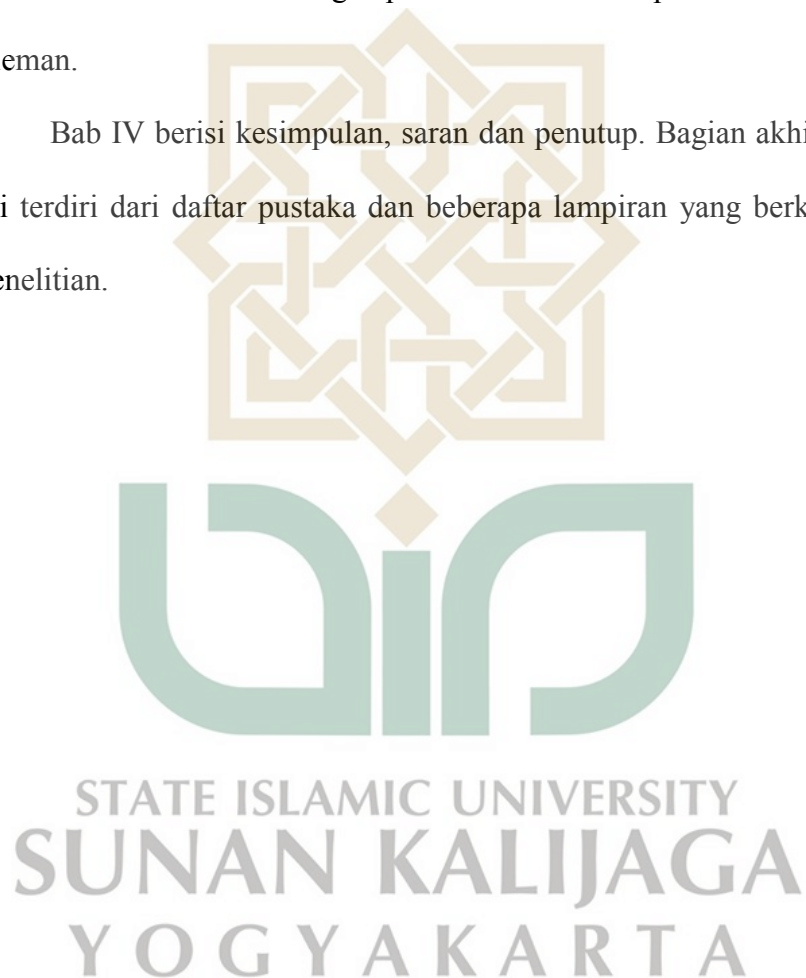 eman.
Bab IV berisi kesimpulan, saran dan penutup. Bagian akhi
i terdiri dari daftar pustaka dan beberapa lampiran yang berk
enelitian.
STATE ISLAMIC UNIVERSITY
SUNAN KALIJAGA
YOGYAKARTA